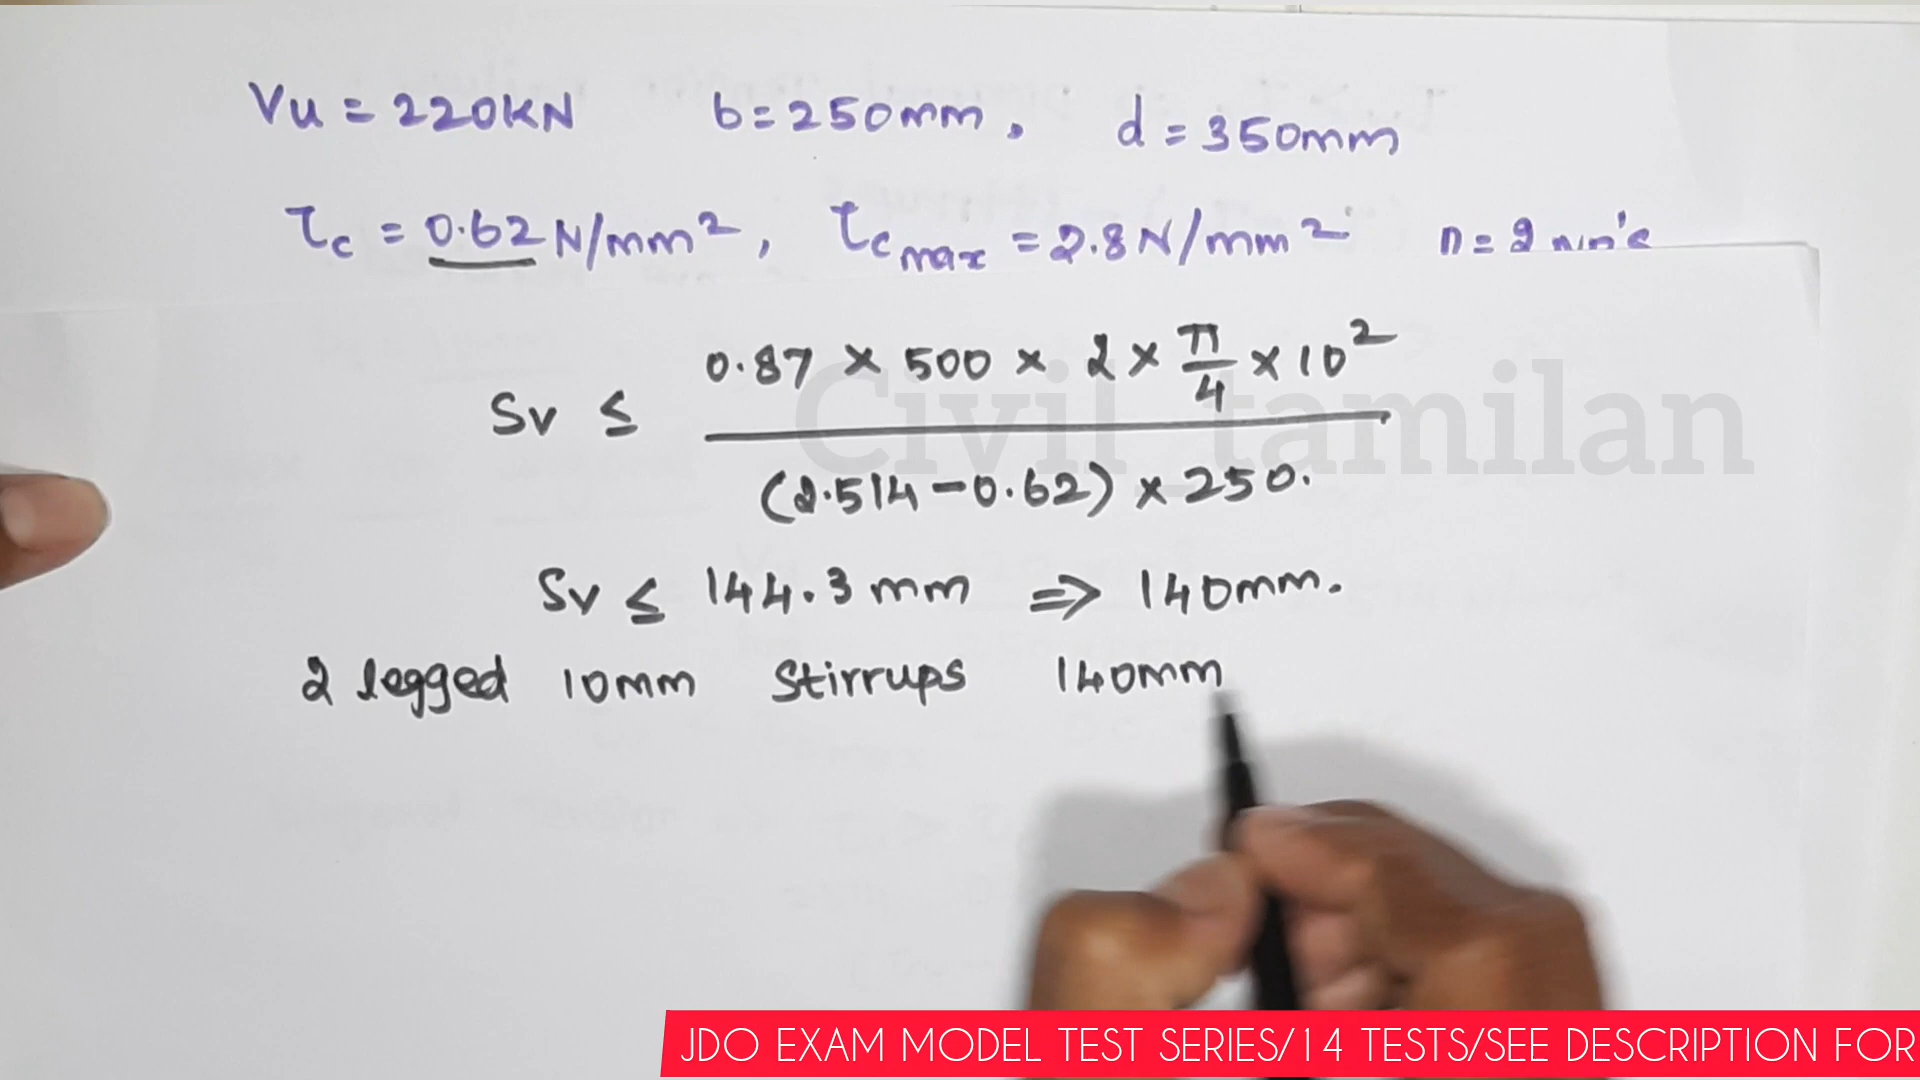 Vu = 220KN b=250mm. d=350mm
τc = 0.62 N/mm², τcmax = 2.8 N/mm² n=2
Sv ≤ 0.87 × 500 × 2 × π/4 × 10² / (2.514-0.62) × 250.
Civil tamilan
Sv ≤ 144.3mm ⇒ 140mm.
2 legged 10mm Stirrups 140mm
JDO EXAM MODEL TEST SERIES/14 TESTS/SEE DESCRIPTION FOR